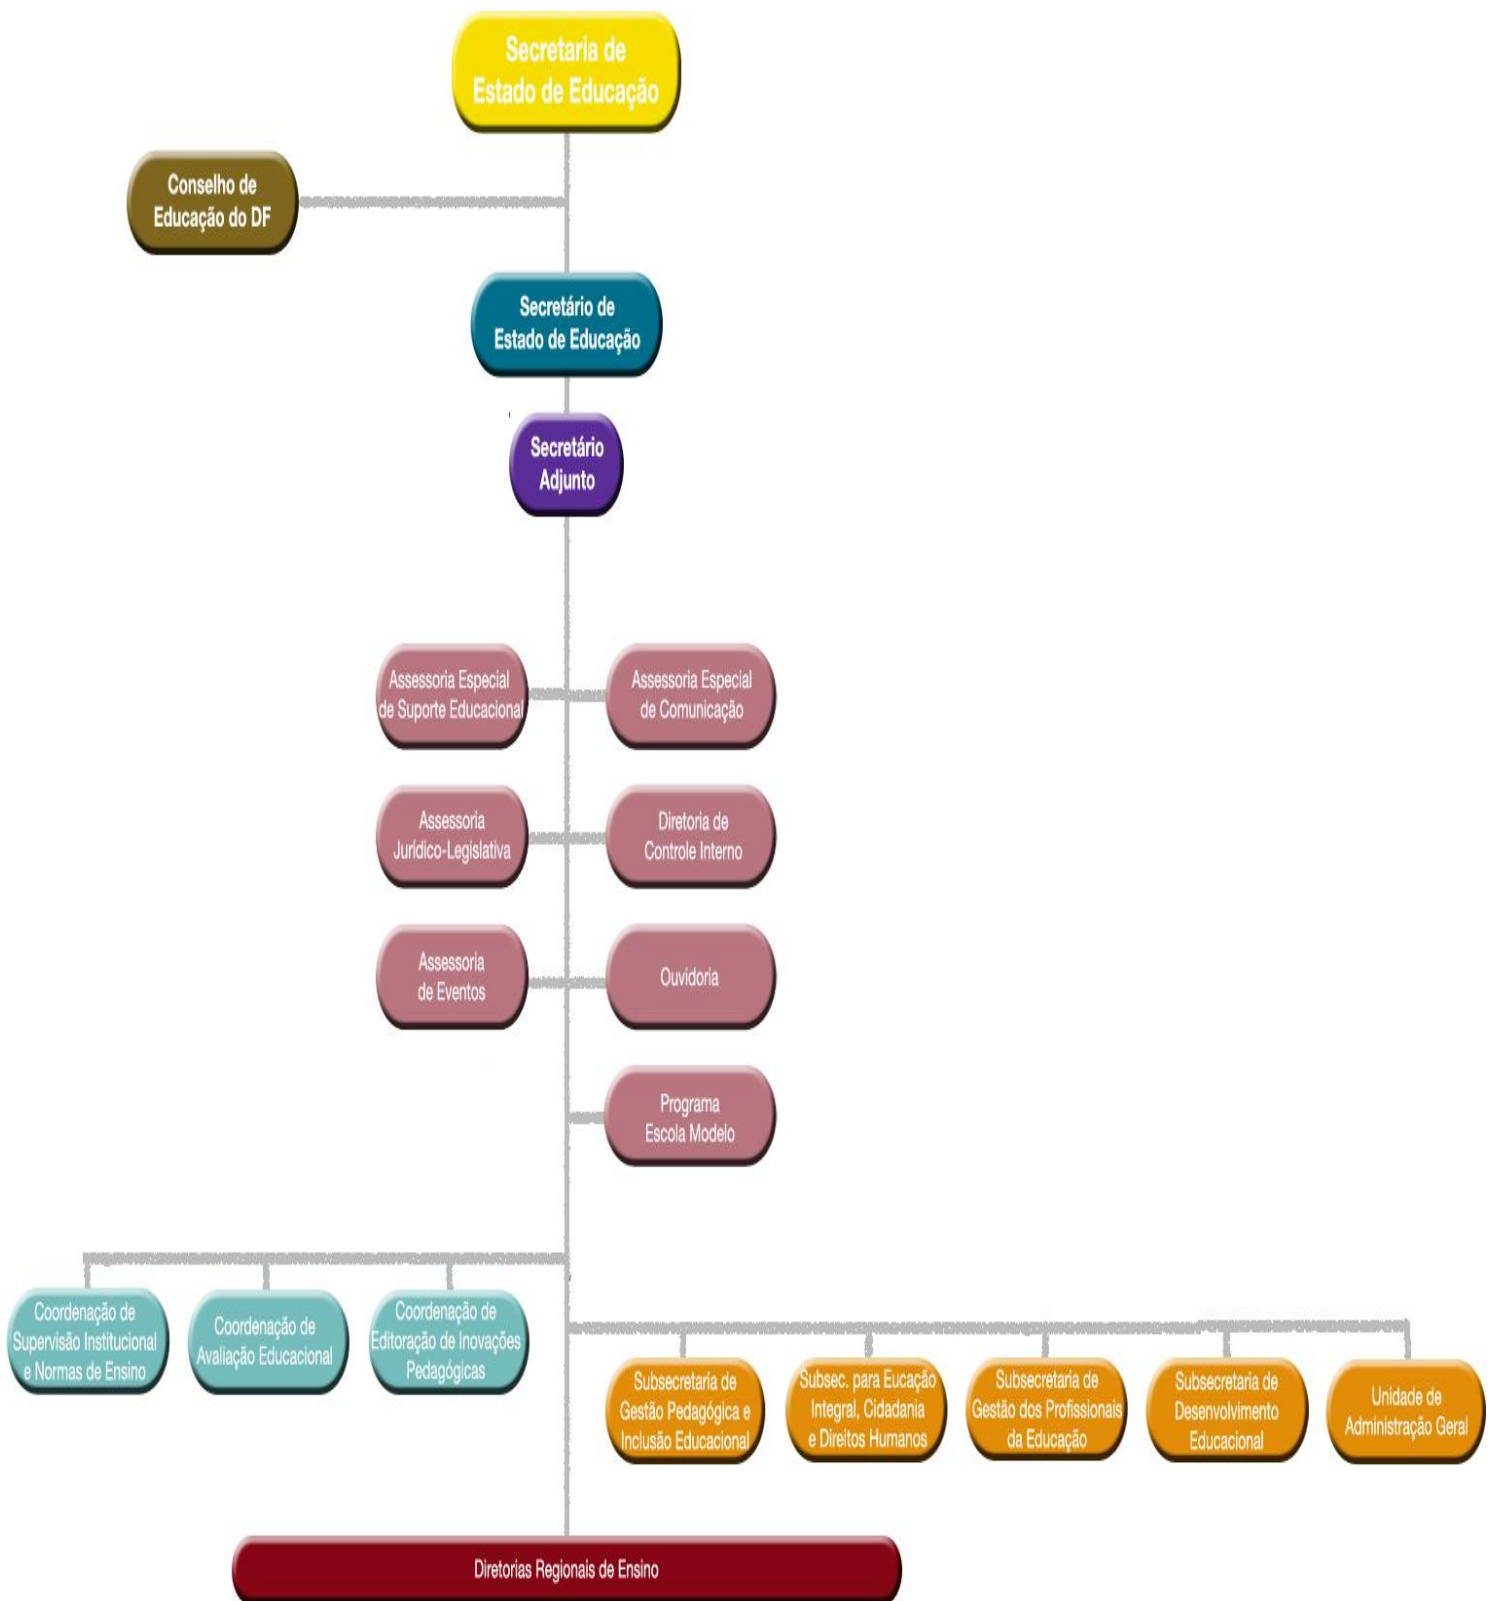 Secretaria de
Estado de Educação
Conselho de
Educação do DF
Secretário de
Estado de Educação
Secretário
Adjunto
Assessoria Especial
de Suporte Educacional
Assessoria Especial
de Comunicação
Assessoria
Jurídico-Legislativa
Diretoria de
Controle Interno
Assessoria
de Eventos
Ouvidoria
Programa
Escola Modelo
Coordenação de
Supervisão Institucional
e Normas de Ensino
Coordenação de
Avaliação Educacional
Coordenação de
Editoração de Inovações
Pedagógicas
Subsecretaria de
Gestão Pedagógica e
Inclusão Educacional
Subsec. para Eucação
Integral, Cidadania
e Direitos Humanos
Subsecretaria de
Gestão dos Profissionais
da Educação
Subsecretaria de
Desenvolvimento
Educacional
Unidade de
Administração Geral
Diretorias Regionais de Ensino